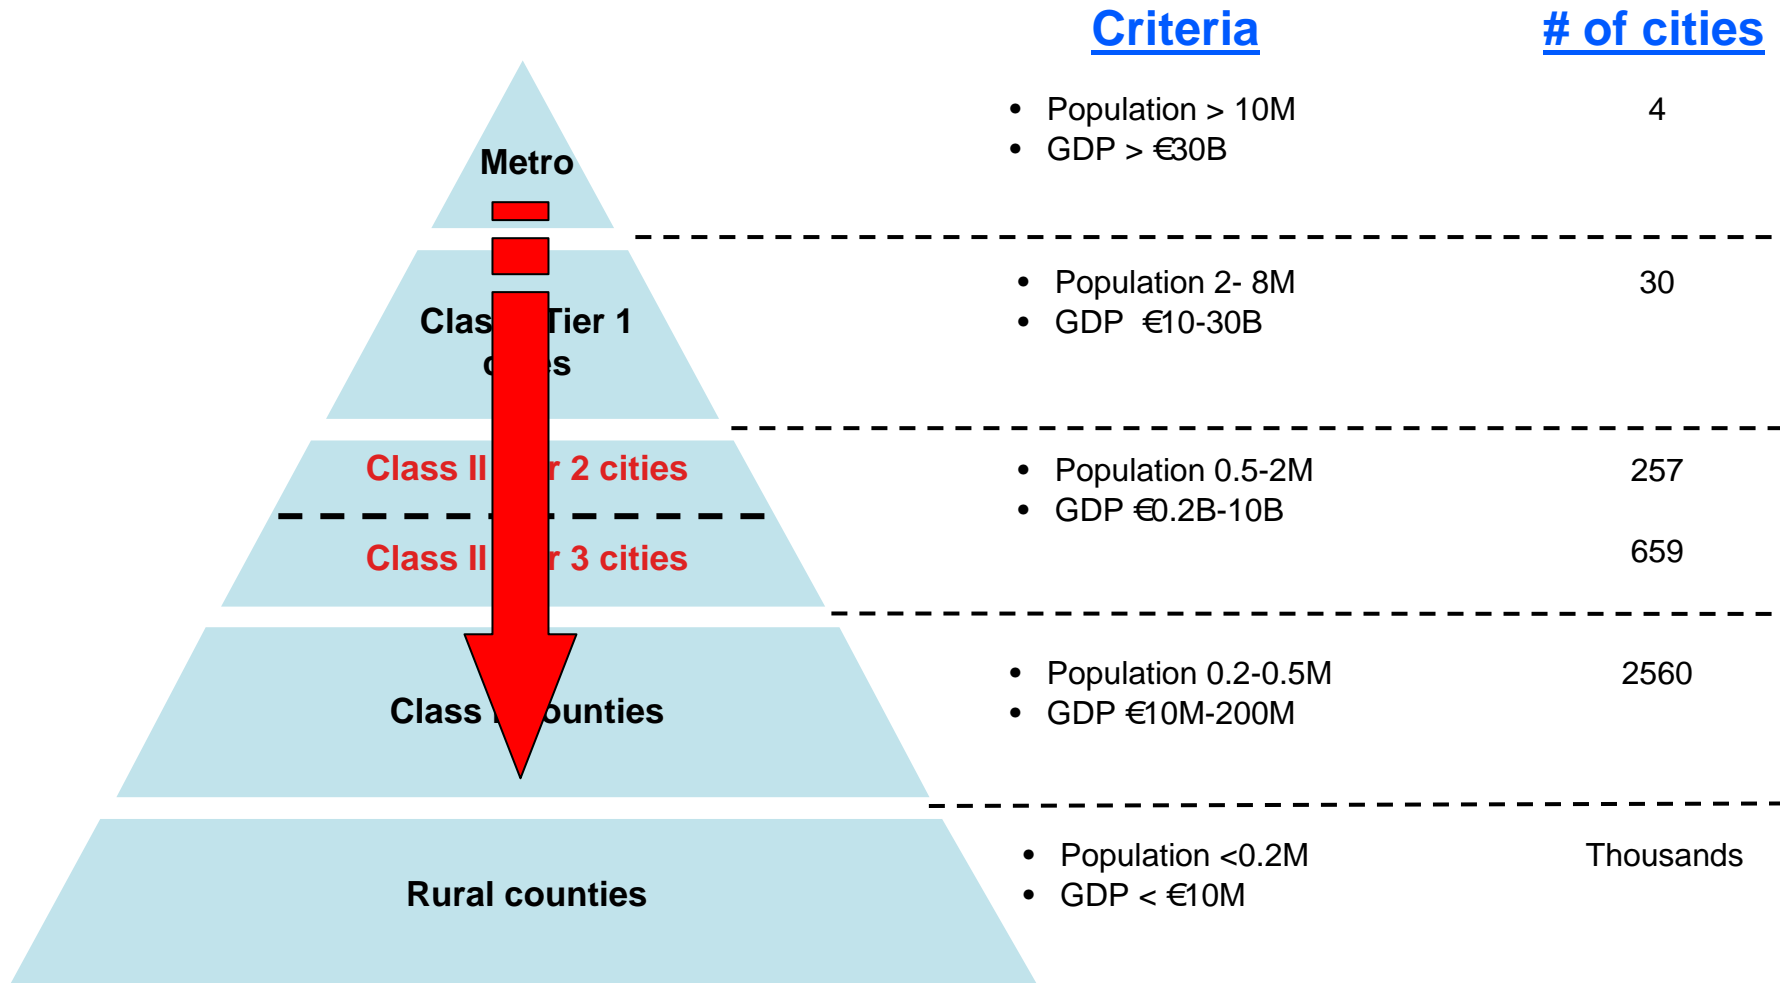 Criteria
# of cities
Metro
• Population > 10M
• GDP > €30B
4
Tier 1
• Population 2- 8M
• GDP €10-30B
30
Class II 2 cities
Class II 3 cities
• Population 0.5-2M
• GDP €0.2B-10B
257
659
Class
• Population 0.2-0.5M
• GDP €10M-200M
2560
Rural counties
• Population <0.2M
• GDP < €10M
Thousands